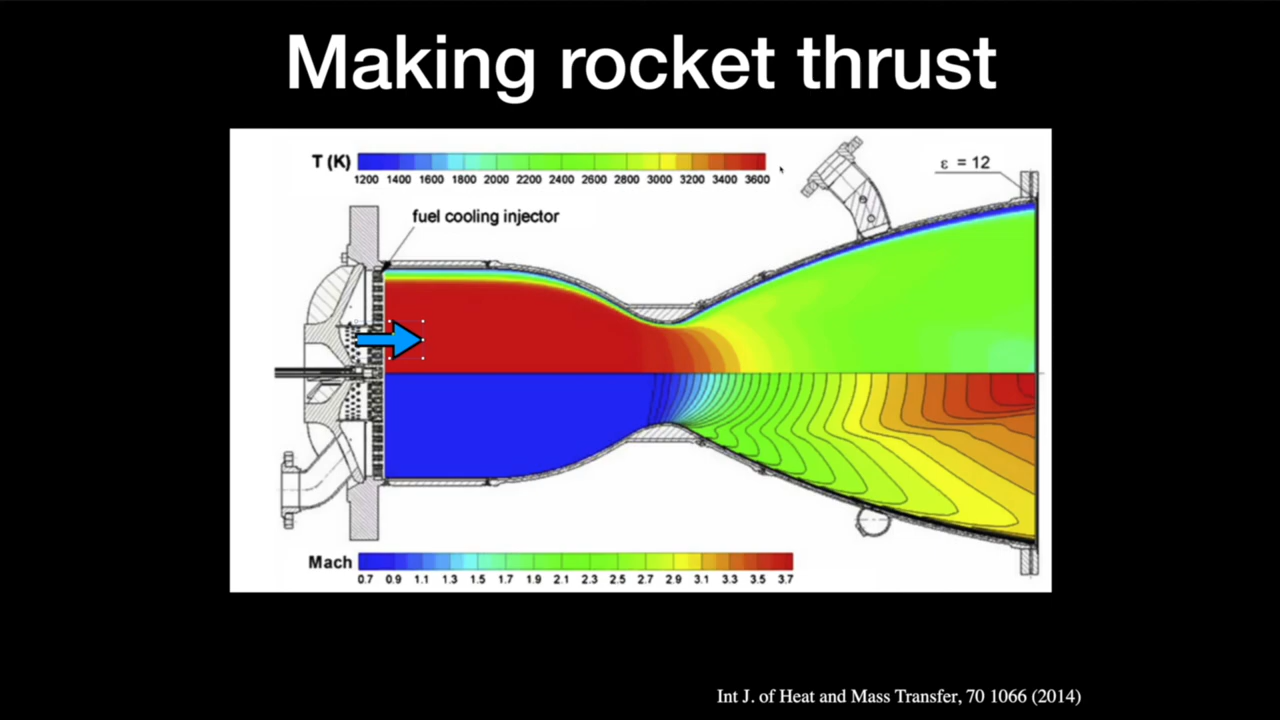 Making rocket thrust
T (K)
1200 1400 1600 1800 2000 2200 2400 2600 2800 3000 3200 3400 3600
ε = 12
fuel cooling injector
Mach
0.7 0.9 1.1 1.3 1.5 1.7 1.9 2.1 2.3 2.5 2.7 2.9 3.1 3.3 3.5 3.7
Int J. of Heat and Mass Transfer, 70 1066 (2014)